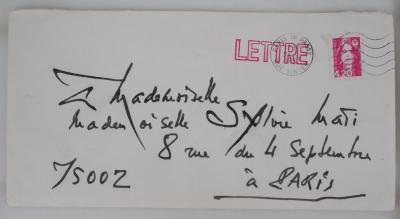 LETTRE
4,20
à Mademoiselle
Mademoiselle Sylvie Mati
8 rue du 4 Septembre
75002 à PARIS